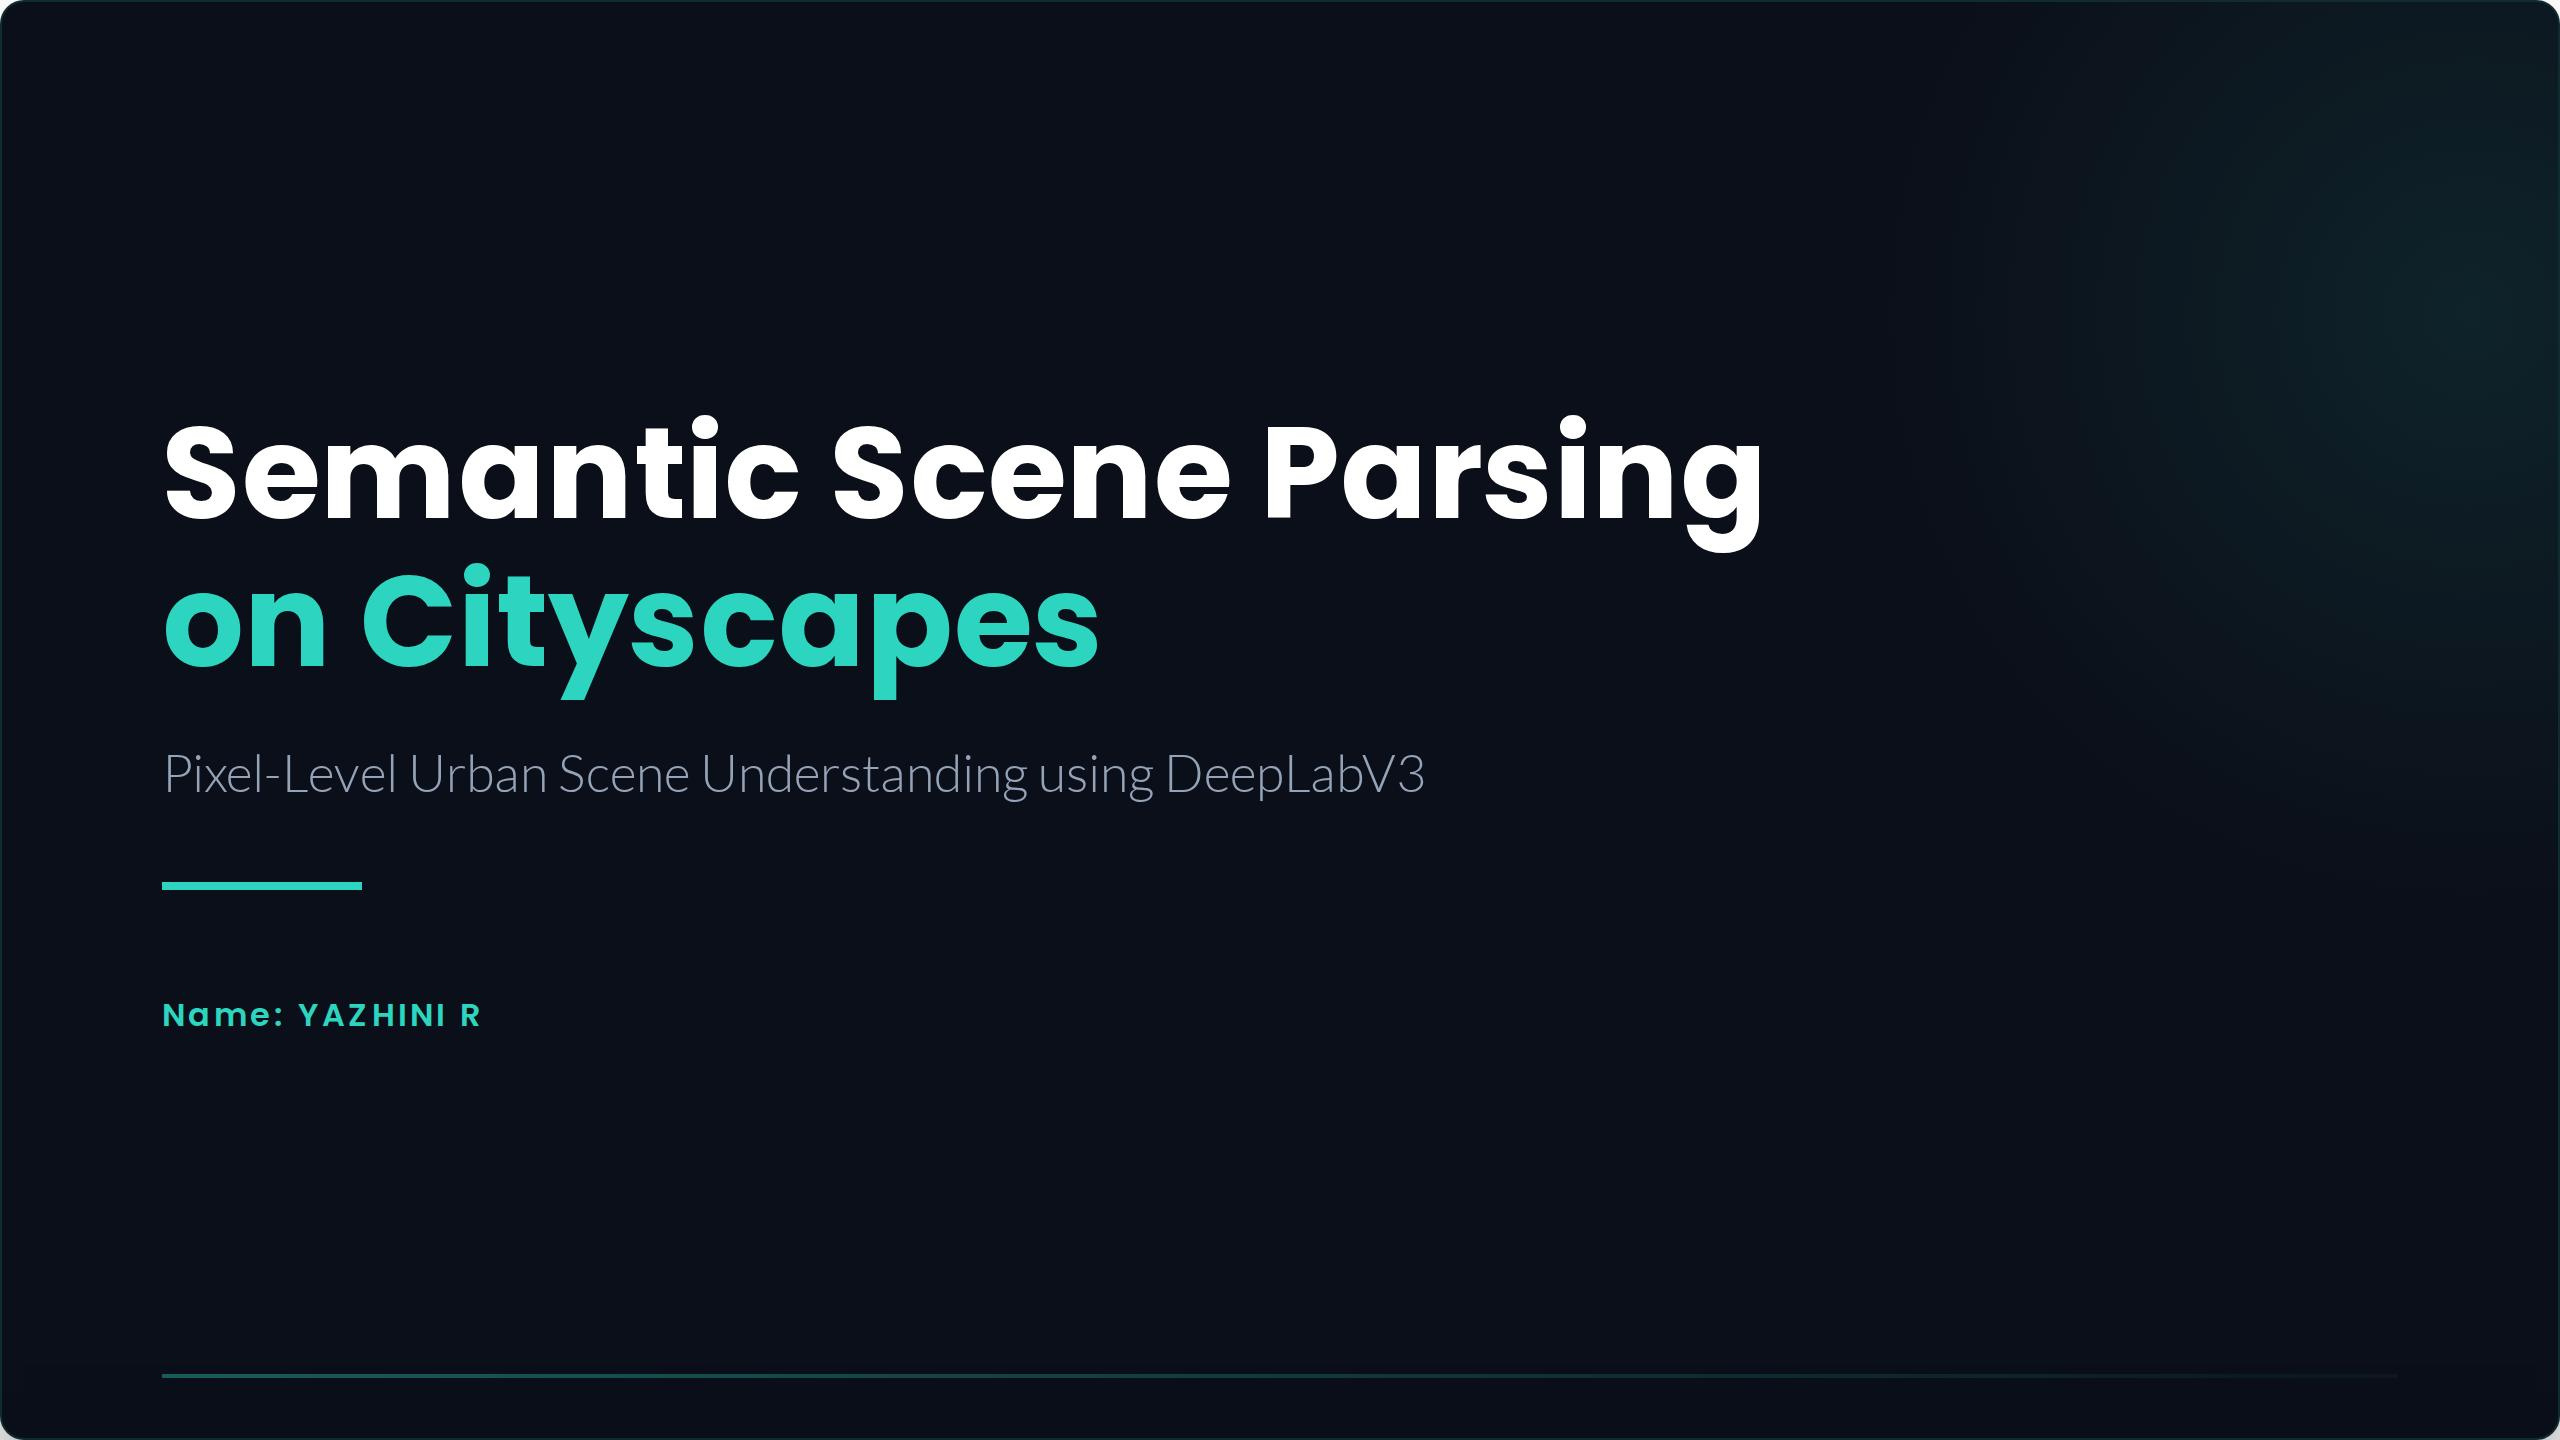 Semantic Scene Parsing
on Cityscapes
Pixel-Level Urban Scene Understanding using DeepLabV3
Name: YAZHINI R